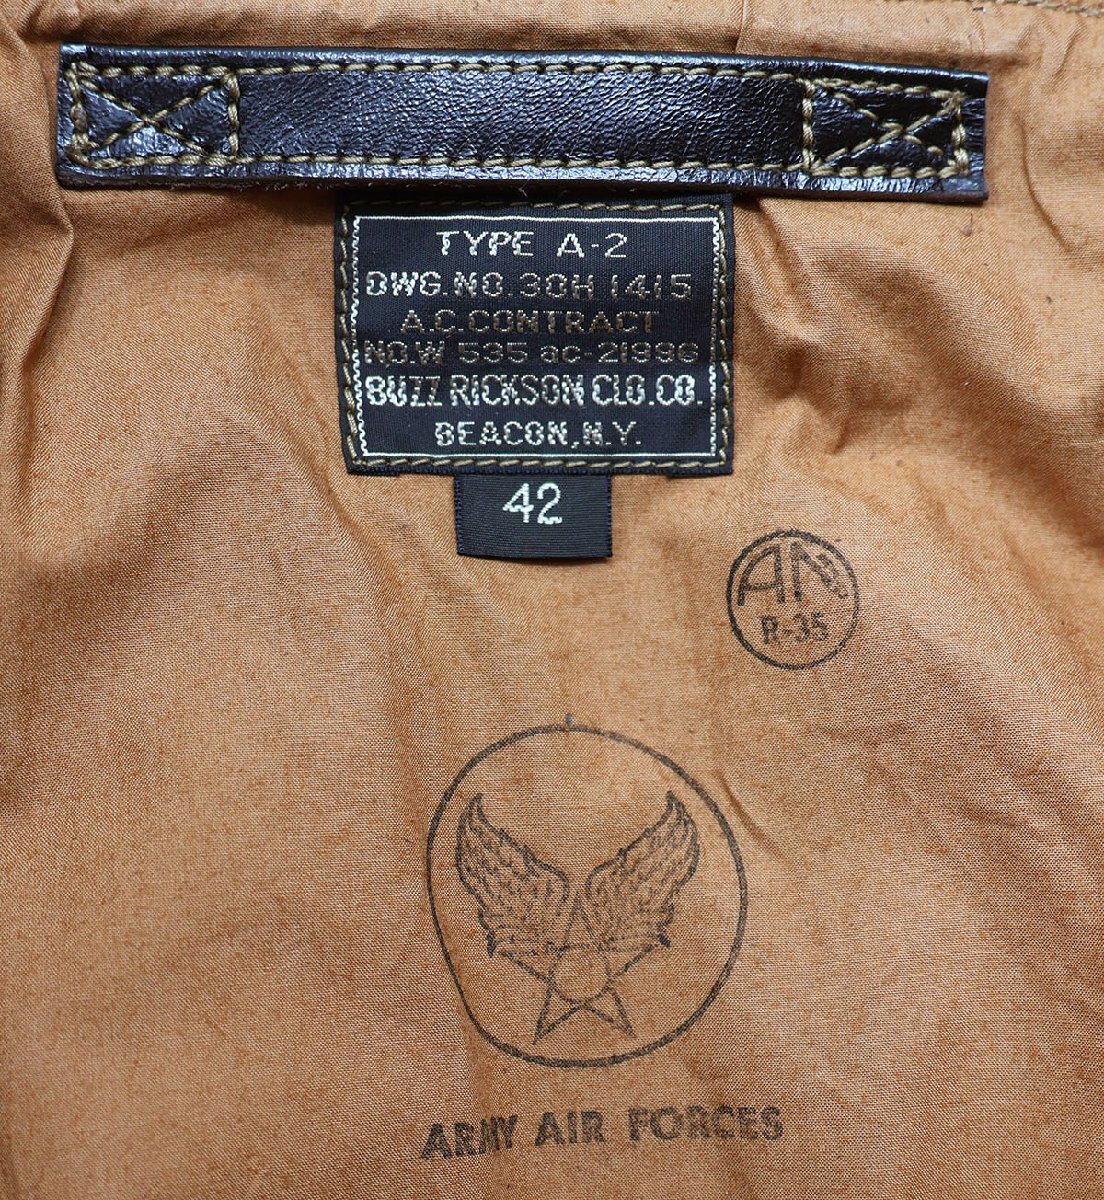 TYPE A-2
DWG.NO.30H 1415
A.C.CONTRACT
NO.W 535 ac-21996
BUZZ RICKSON CLO.CO.
BEACON, N.Y.
42
AN
R-35
ARMY AIR FORCES